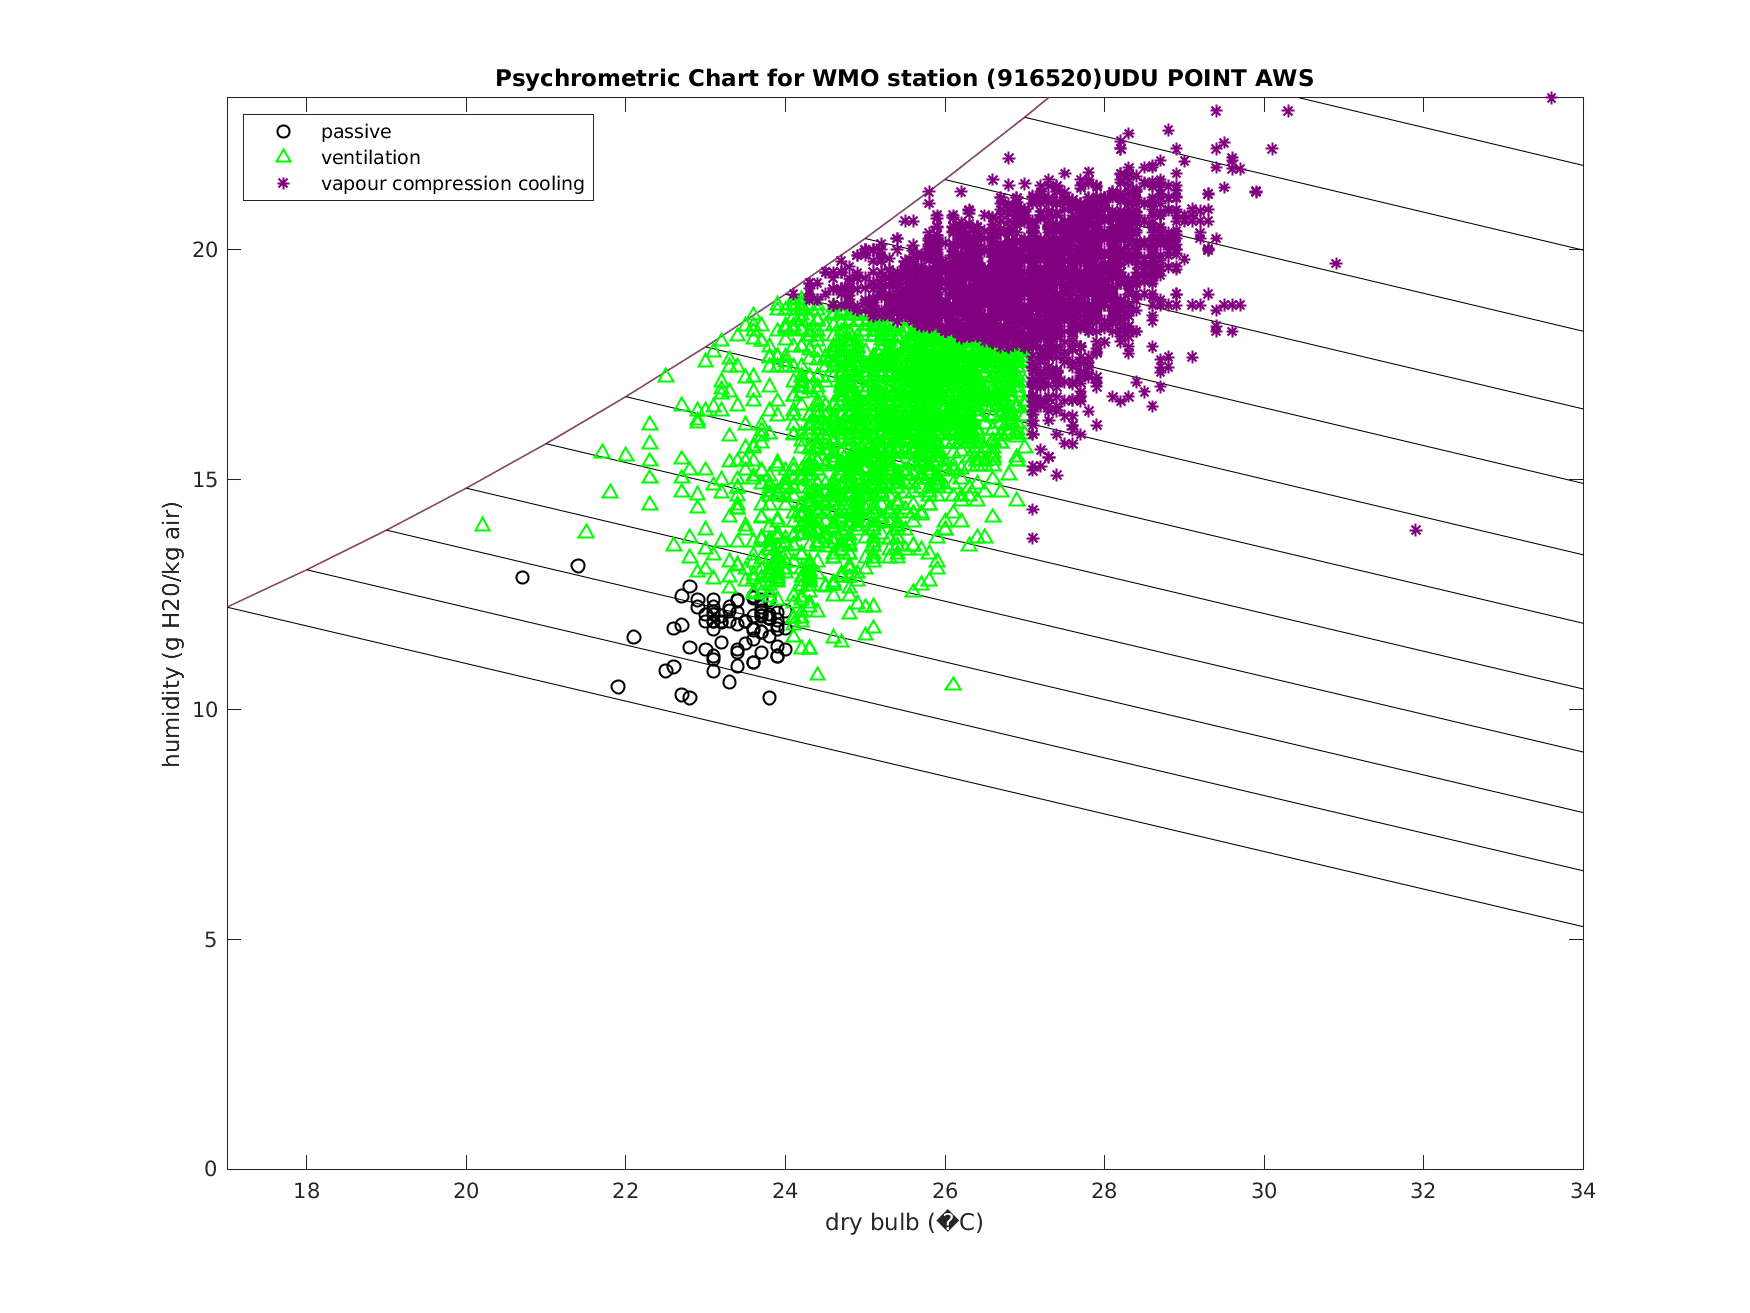 Psychrometric Chart for WMO station (916520)UDU POINT AWS
passive
ventilation
vapour compression cooling
humidity (g H20/kg air)
20
15
10
5
0
18 20 22 24 26 28 30 32 34
dry bulb (�C)